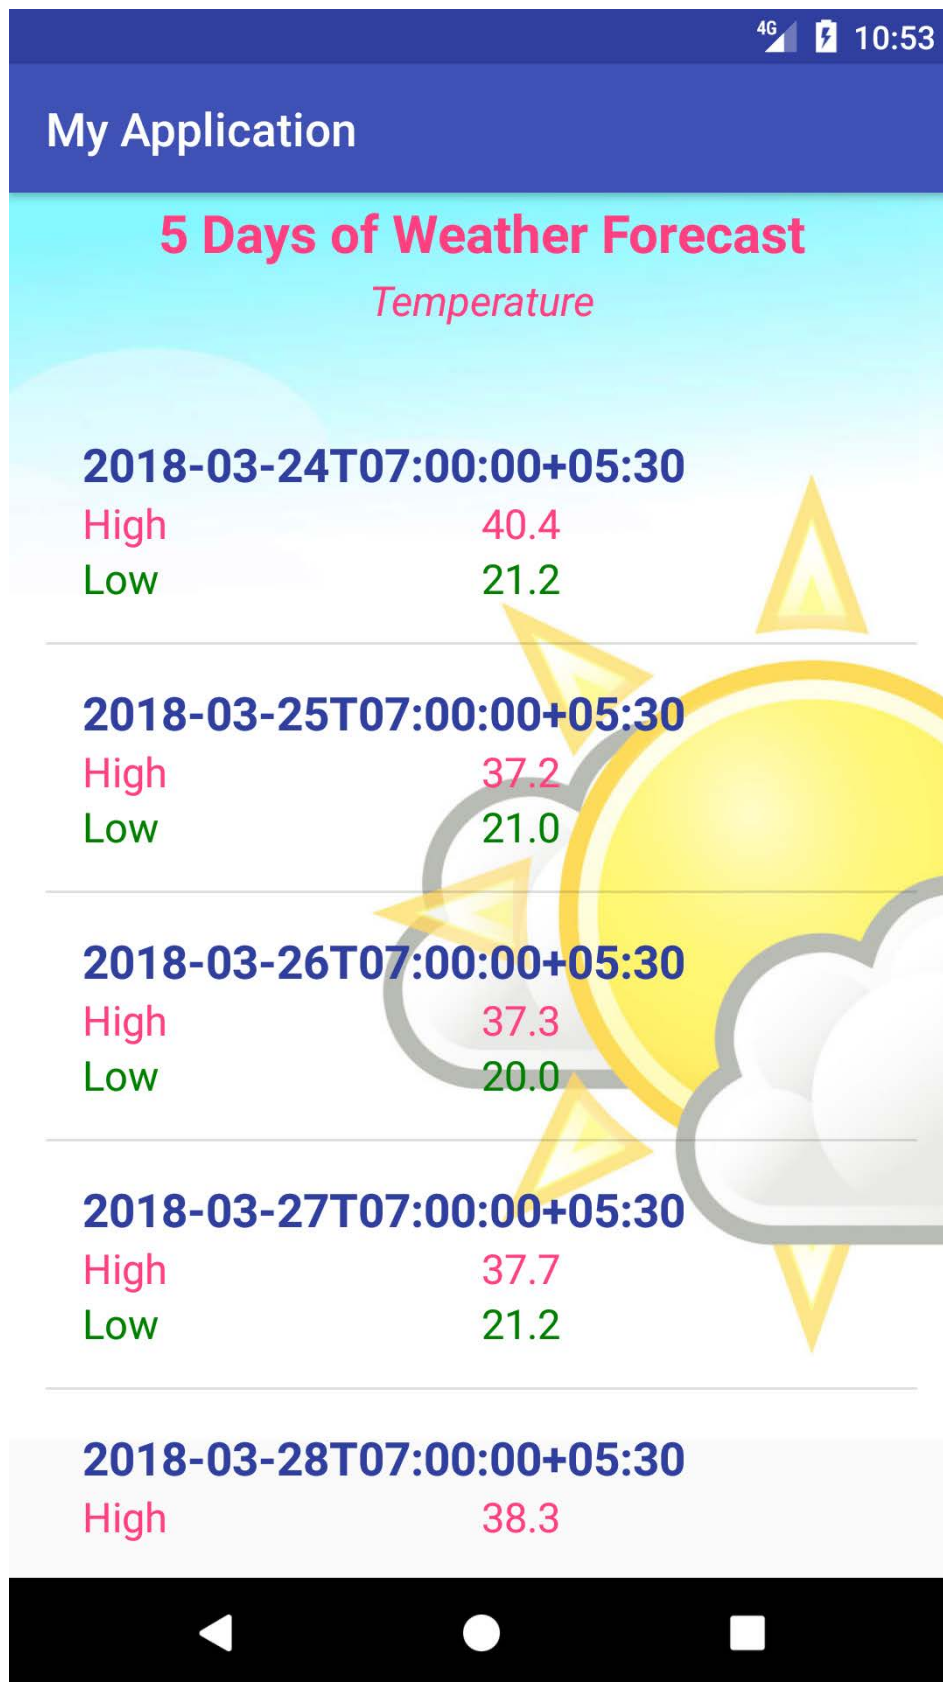 4G 10:53
My Application
5 Days of Weather Forecast
Temperature
2018-03-24T07:00:00+05:30
High 40.4
Low 21.2
2018-03-25T07:00:00+05:30
High 37.2
Low 21.0
2018-03-26T07:00:00+05:30
High 37.3
Low 20.0
2018-03-27T07:00:00+05:30
High 37.7
Low 21.2
2018-03-28T07:00:00+05:30
High 38.3